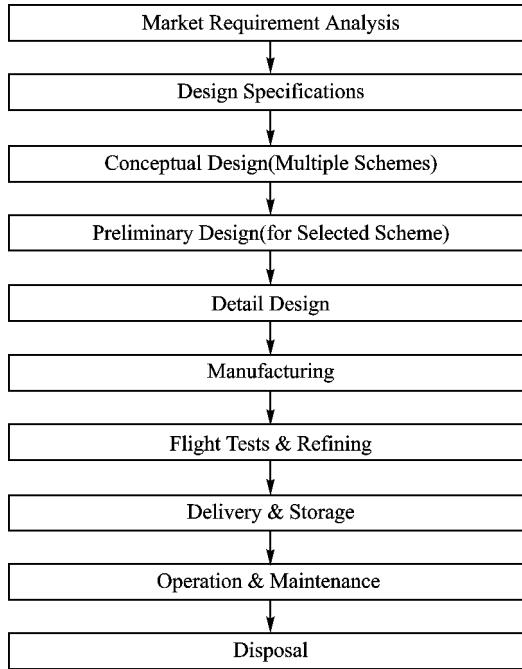 Market Requirement Analysis
Design Specifications
Conceptual Design(Multiple Schemes)
Preliminary Design(for Selected Scheme)
Detail Design
Manufacturing
Flight Tests & Refining
Delivery & Storage
Operation & Maintenance
Disposal